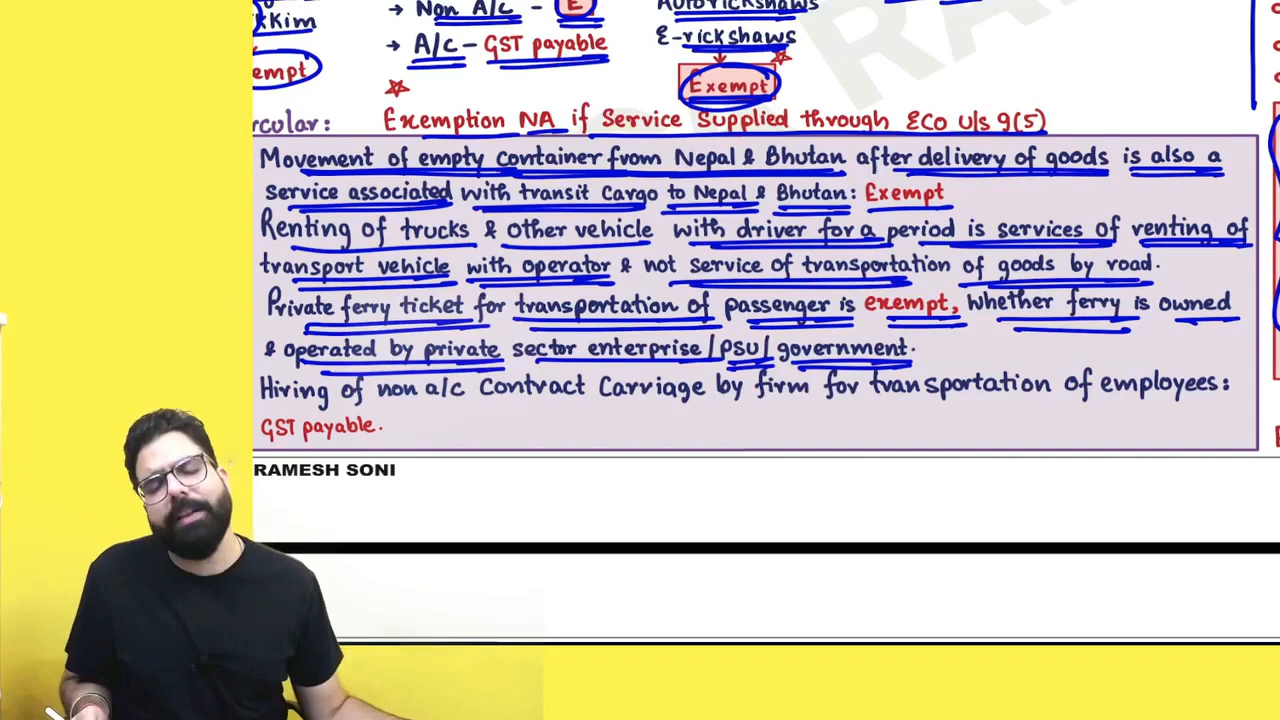 kkim
→ Non A/c - E
Autorickshaws
→ A/c - GST payable
E-rickshaws
empt
Exempt
rcular:
Exemption NA if Service Supplied through ECO u/s 9(5)
Movement of empty container from Nepal & Bhutan after delivery of goods is also a
Service associated with transit Cargo to Nepal & Bhutan: Exempt
Renting of trucks & other vehicle with driver for a period is services of renting of
transport vehicle with operator & not service of transportation of goods by road.
Private ferry ticket for transportation of passenger is exempt, whether ferry is owned
& operated by private sector enterprise/PSU/government.
Hiring of non a/c Contract Carriage by firm for transportation of employees:
GST payable.
RAMESH SONI